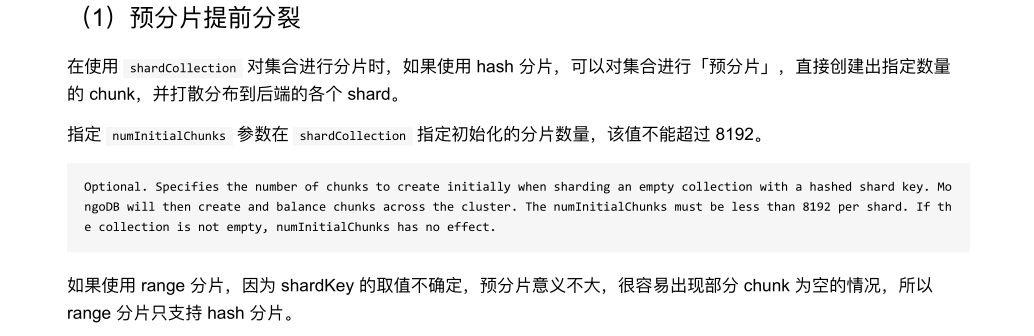 （1）预分片提前分裂
在使用 shardCollection 对集合进行分片时，如果使用 hash 分片，可以对集合进行「预分片」，直接创建出指定数量
的 chunk，并打散分布到后端的各个 shard。
指定 numInitialChunks 参数在 shardCollection 指定初始化的分片数量，该值不能超过 8192。
Optional. Specifies the number of chunks to create initially when sharding an empty collection with a hashed shard key. Mo
ngoDB will then create and balance chunks across the cluster. The numInitialChunks must be less than 8192 per shard. If th
e collection is not empty, numInitialChunks has no effect.
如果使用 range 分片，因为 shardKey 的取值不确定，预分片意义不大，很容易出现部分 chunk 为空的情况，所以
range 分片只支持 hash 分片。